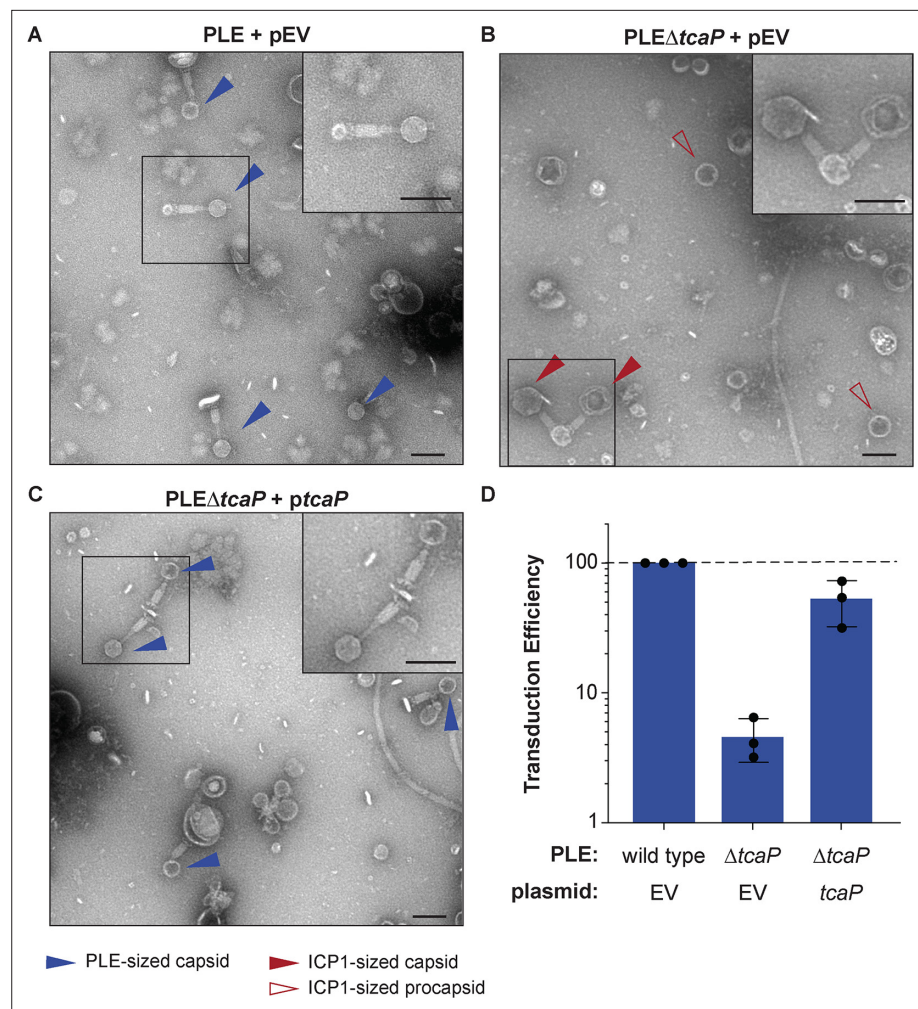 A
PLE + pEV
B
PLEΔtcaP + pEV
C
PLEΔtcaP + ptcaP
D
Transduction Efficiency
100
10
1
PLE: wild type ΔtcaP ΔtcaP
plasmid: EV EV tcaP
PLE-sized capsid
ICP1-sized capsid
ICP1-sized procapsid